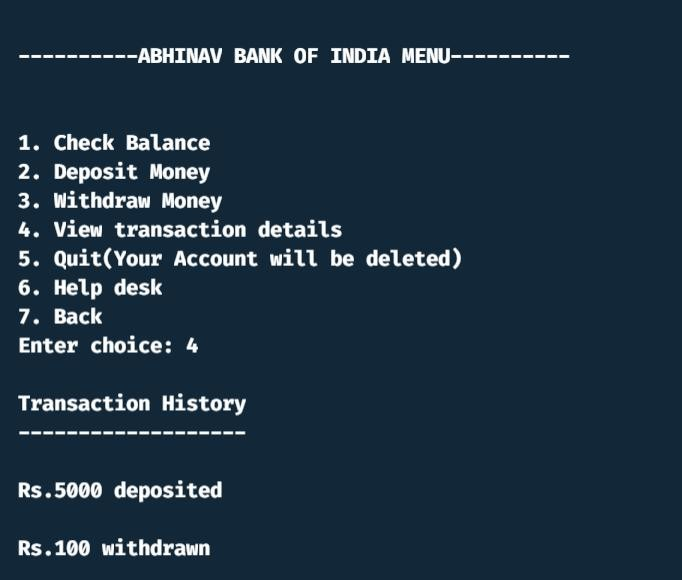 ----------ABHINAV BANK OF INDIA MENU----------
1. Check Balance
2. Deposit Money
3. Withdraw Money
4. View transaction details
5. Quit(Your Account will be deleted)
6. Help desk
7. Back
Enter choice: 4
Transaction History
-------------------
Rs.5000 deposited
Rs.100 withdrawn